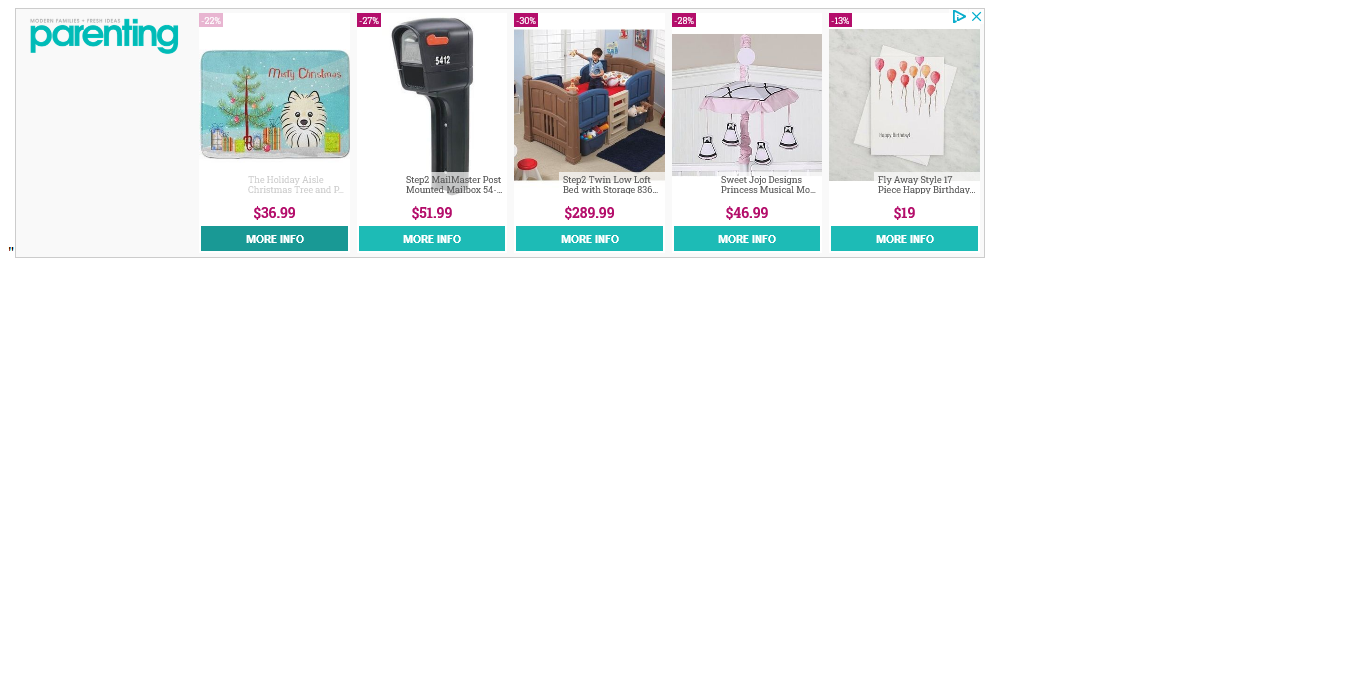 MODERN FAMILIES + FRESH IDEAS
parenting
-22%
Merry Christmas
The Holiday Aisle
Christmas Tree and P...
$36.99
MORE INFO
-27%
5412
Step2 MailMaster Post
Mounted Mailbox 54-...
$51.99
MORE INFO
-30%
Step2 Twin Low Loft
Bed with Storage 836...
$289.99
MORE INFO
-28%
Sweet Jojo Designs
Princess Musical Mo...
$46.99
MORE INFO
-13%
Happy Birthday!
Fly Away Style 17
Piece Happy Birthday...
$19
MORE INFO
"